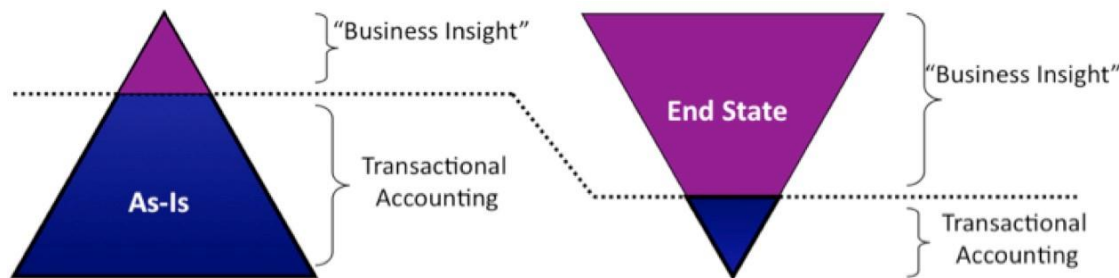 “Business Insight”
Transactional
Accounting
As-Is
“Business Insight”
End State
Transactional
Accounting